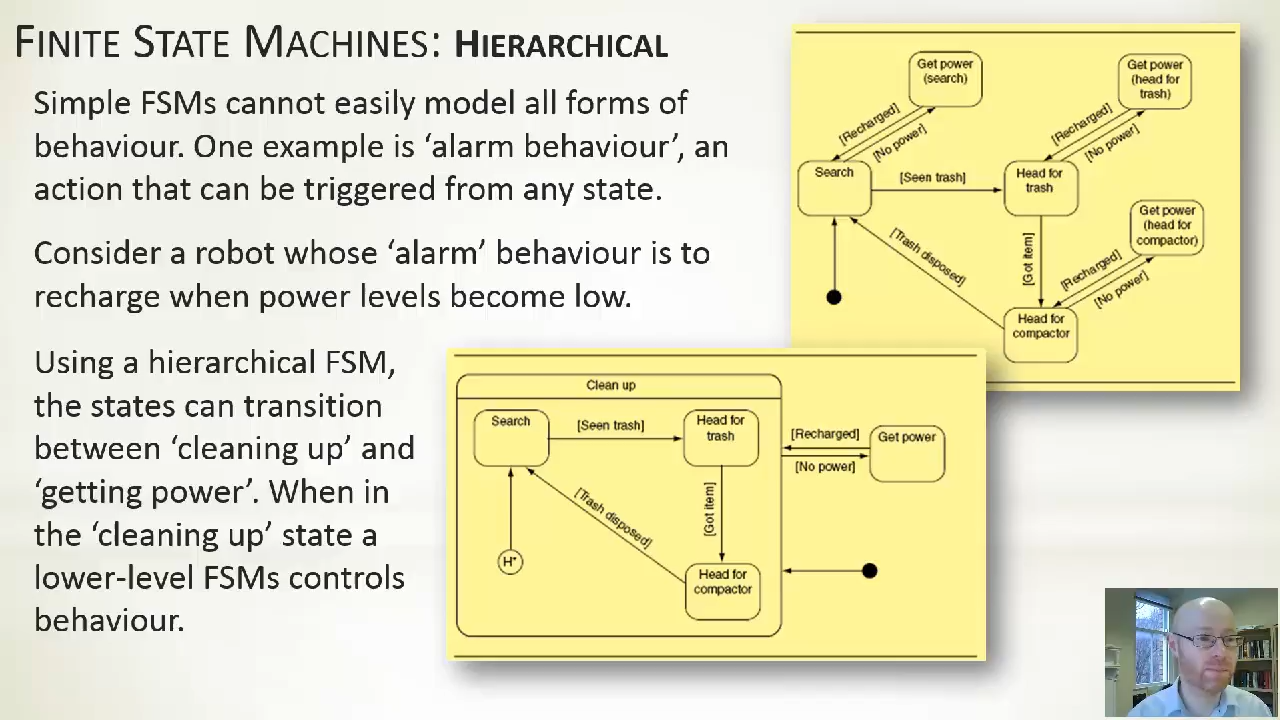 FINITE STATE MACHINES: HIERARCHICAL
Simple FSMs cannot easily model all forms of
behaviour. One example is ‘alarm behaviour’, an
action that can be triggered from any state.
Consider a robot whose ‘alarm’ behaviour is to
recharge when power levels become low.
Using a hierarchical FSM,
the states can transition
between ‘cleaning up’ and
‘getting power’. When in
the ‘cleaning up’ state a
lower-level FSMs controls
behaviour.
Get power
(search)
Get power
(head for
trash)
[Recharged]
[No power]
[Recharged]
[No power]
Search
[Seen trash]
Head for
trash
Get power
(head for
compactor)
[Trash disposed]
[Got item]
[Recharged]
[No power]
Head for
compactor
Clean up
Search
[Seen trash]
Head for
trash
[Recharged]
[No power]
Get power
[Trash disposed]
[Got item]
H*
Head for
compactor